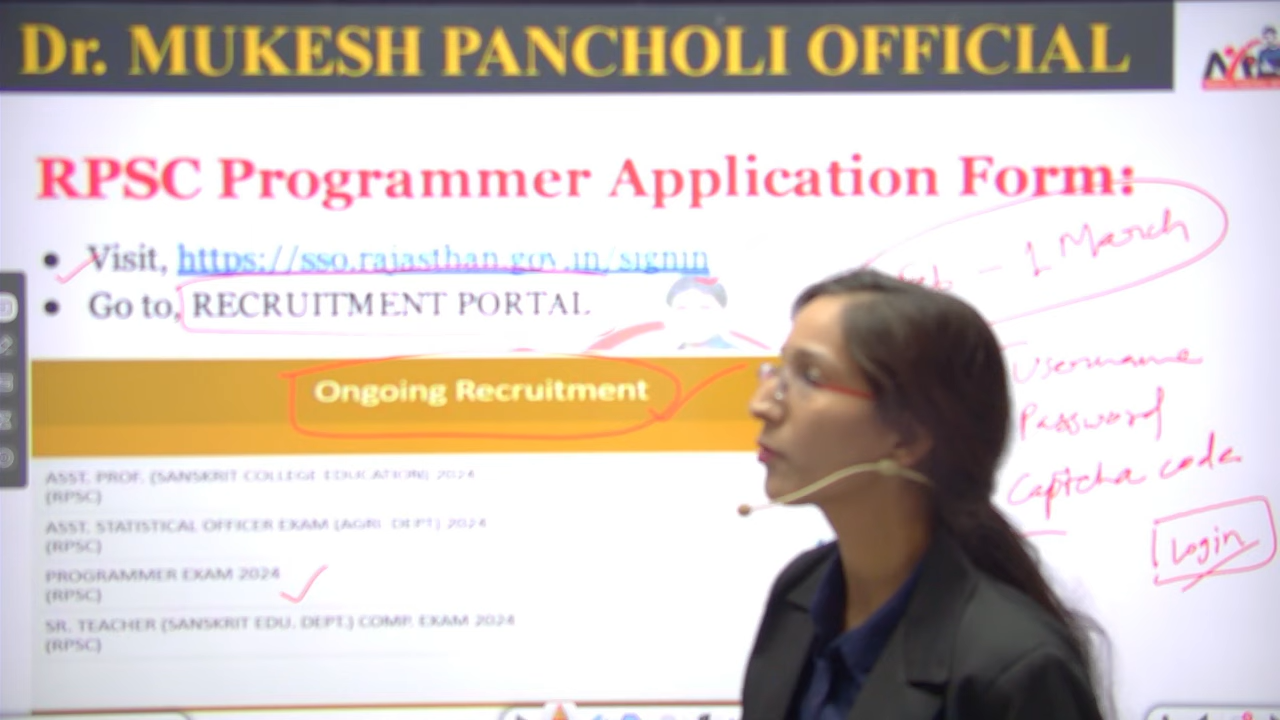 Dr. MUKESH PANCHOLI OFFICIAL
RPSC Programmer Application Form:
Visit, https://sso.rajasthan.gov.in/signin
Go to, RECRUITMENT PORTAL
Feb - 1 March
Ongoing Recruitment
Username
Password
Captcha code
Login
ASST. PROF. (SANSKRIT COLLEGE EDUCATION) 2024
(RPSC)
ASST. STATISTICAL OFFICER EXAM (AGRI. DEPT) 2024
(RPSC)
PROGRAMMER EXAM 2024
(RPSC)
SR. TEACHER (SANSKRIT EDU. DEPT.) COMP. EXAM 2024
(RPSC)